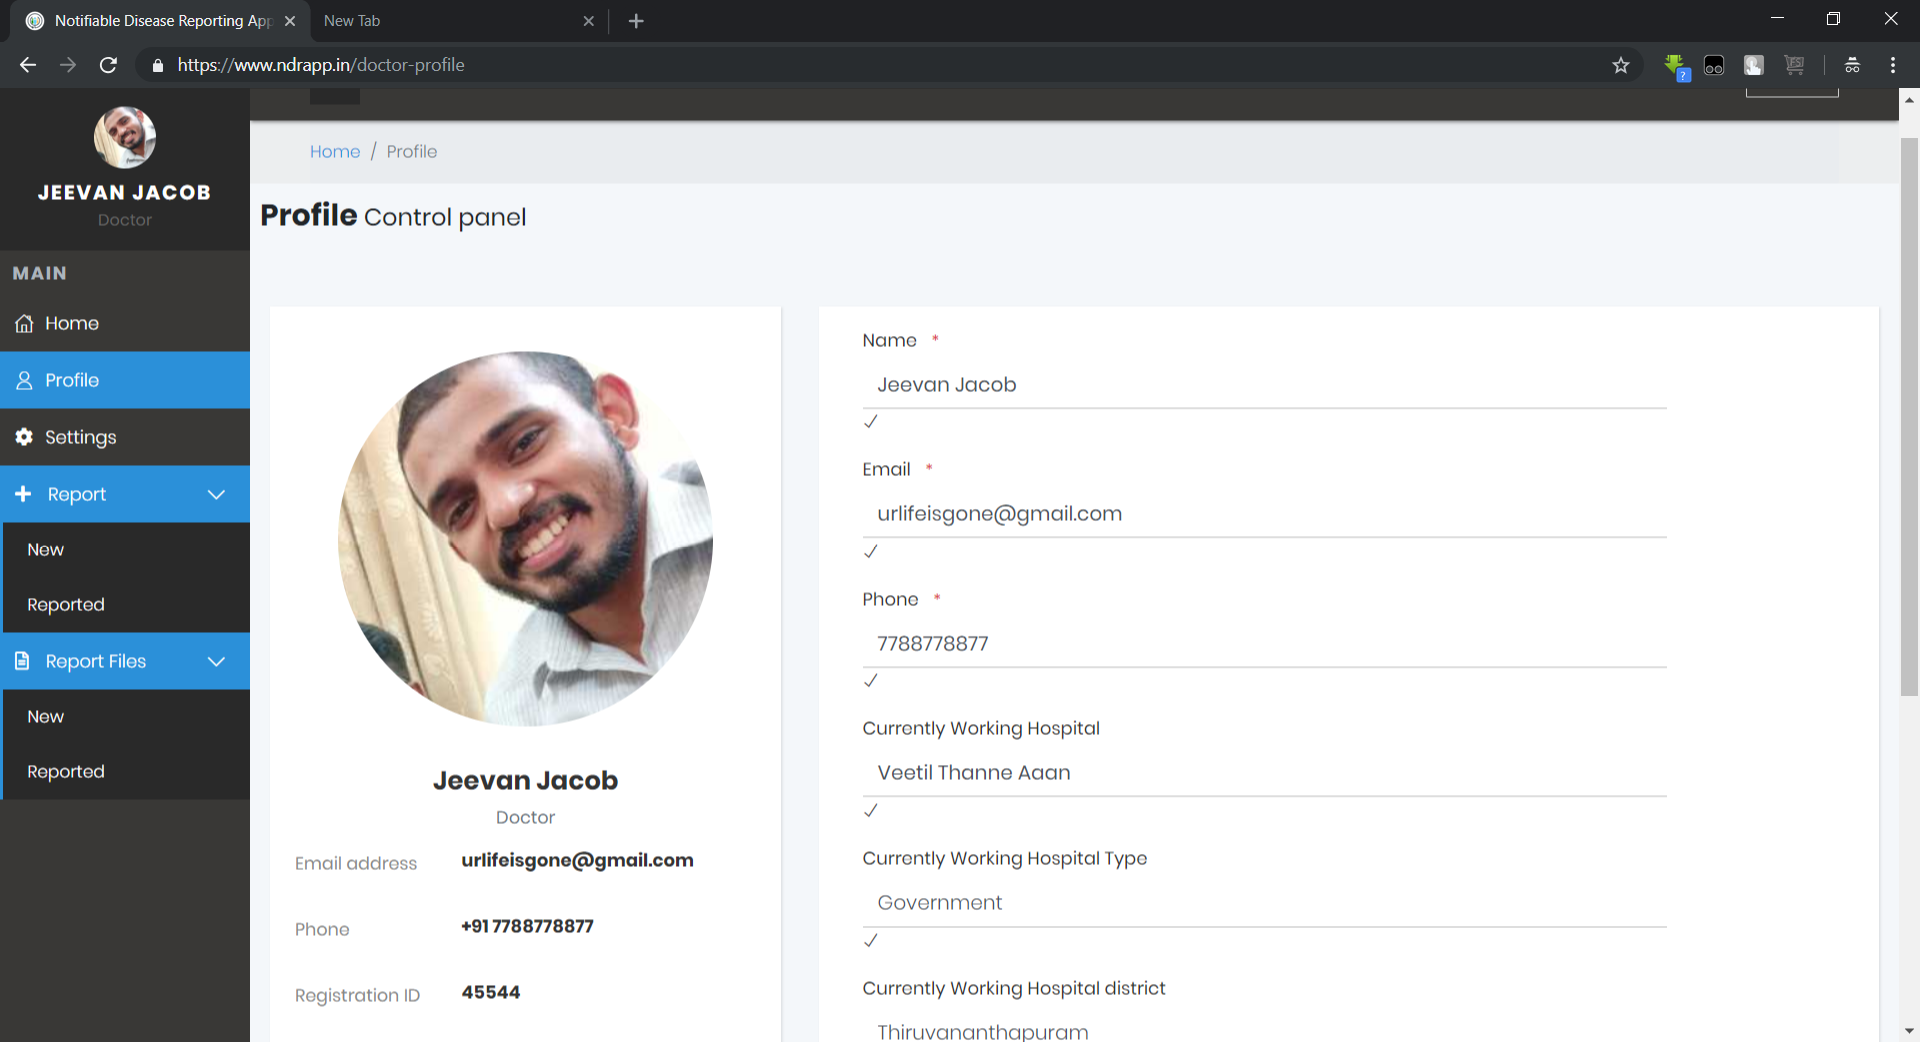 Notifiable Disease Reporting App
New Tab
https://www.ndrapp.in/doctor-profile
JEEVAN JACOB
Doctor
MAIN
Home
Profile
Settings
Report
New
Reported
Report Files
New
Reported
Home / Profile
Profile Control panel
Jeevan Jacob
Doctor
Email address urlifeisgone@gmail.com
Phone +91 7788778877
Registration ID 45544
Name *
Jeevan Jacob
Email *
urlifeisgone@gmail.com
Phone *
7788778877
Currently Working Hospital
Veetil Thanne Aaan
Currently Working Hospital Type
Government
Currently Working Hospital district
Thiruvananthapuram